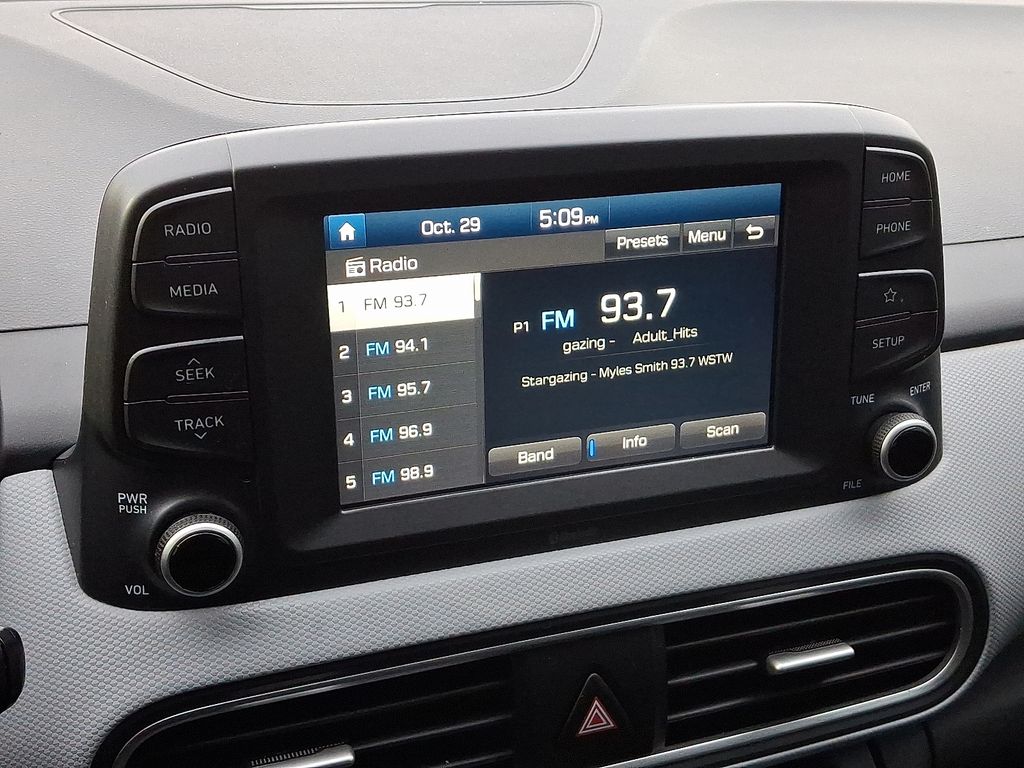 RADIO
MEDIA
SEEK
TRACK
PWR
PUSH
VOL
Oct. 29
5:09 PM
Radio
Presets
Menu
1 FM 93.7
2 FM 94.1
3 FM 95.7
4 FM 96.9
5 FM 98.9
P1 FM 93.7
gazing - Adult_Hits
Stargazing - Myles Smith 93.7 WSTW
Band
Info
Scan
HOME
PHONE
SETUP
TUNE
ENTER
FILE